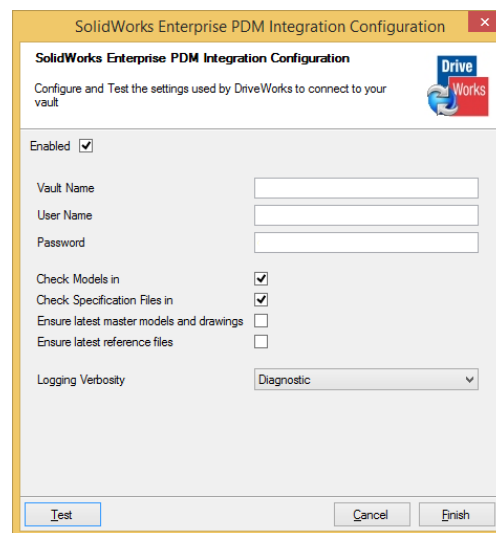 SolidWorks Enterprise PDM Integration Configuration
SolidWorks Enterprise PDM Integration Configuration
Configure and Test the settings used by DriveWorks to connect to your
vault
Drive
Works
Enabled
Vault Name
User Name
Password
Check Models in
Check Specification Files in
Ensure latest master models and drawings
Ensure latest reference files
Logging Verbosity Diagnostic
Test Cancel Finish